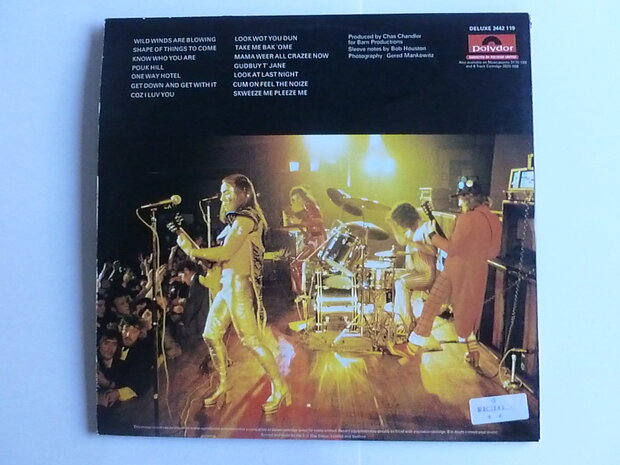 WILD WINDS ARE BLOWING
SHAPE OF THINGS TO COME
KNOW WHO YOU ARE
POUK HILL
ONE WAY HOTEL
GET DOWN AND GET WITH IT
COZ I LUV YOU
LOOK WOT YOU DUN
TAKE ME BAK 'OME
MAMA WEER ALL CRAZEE NOW
GUDBUY T' JANE
LOOK AT LAST NIGHT
CUM ON FEEL THE NOIZE
SKWEEZE ME PLEEZE ME
Produced by Chas Chandler
for Barn Productions
Sleeve notes by Bob Houston
Photography: Gered Mankowitz
DELUXE 2442 119
polydor